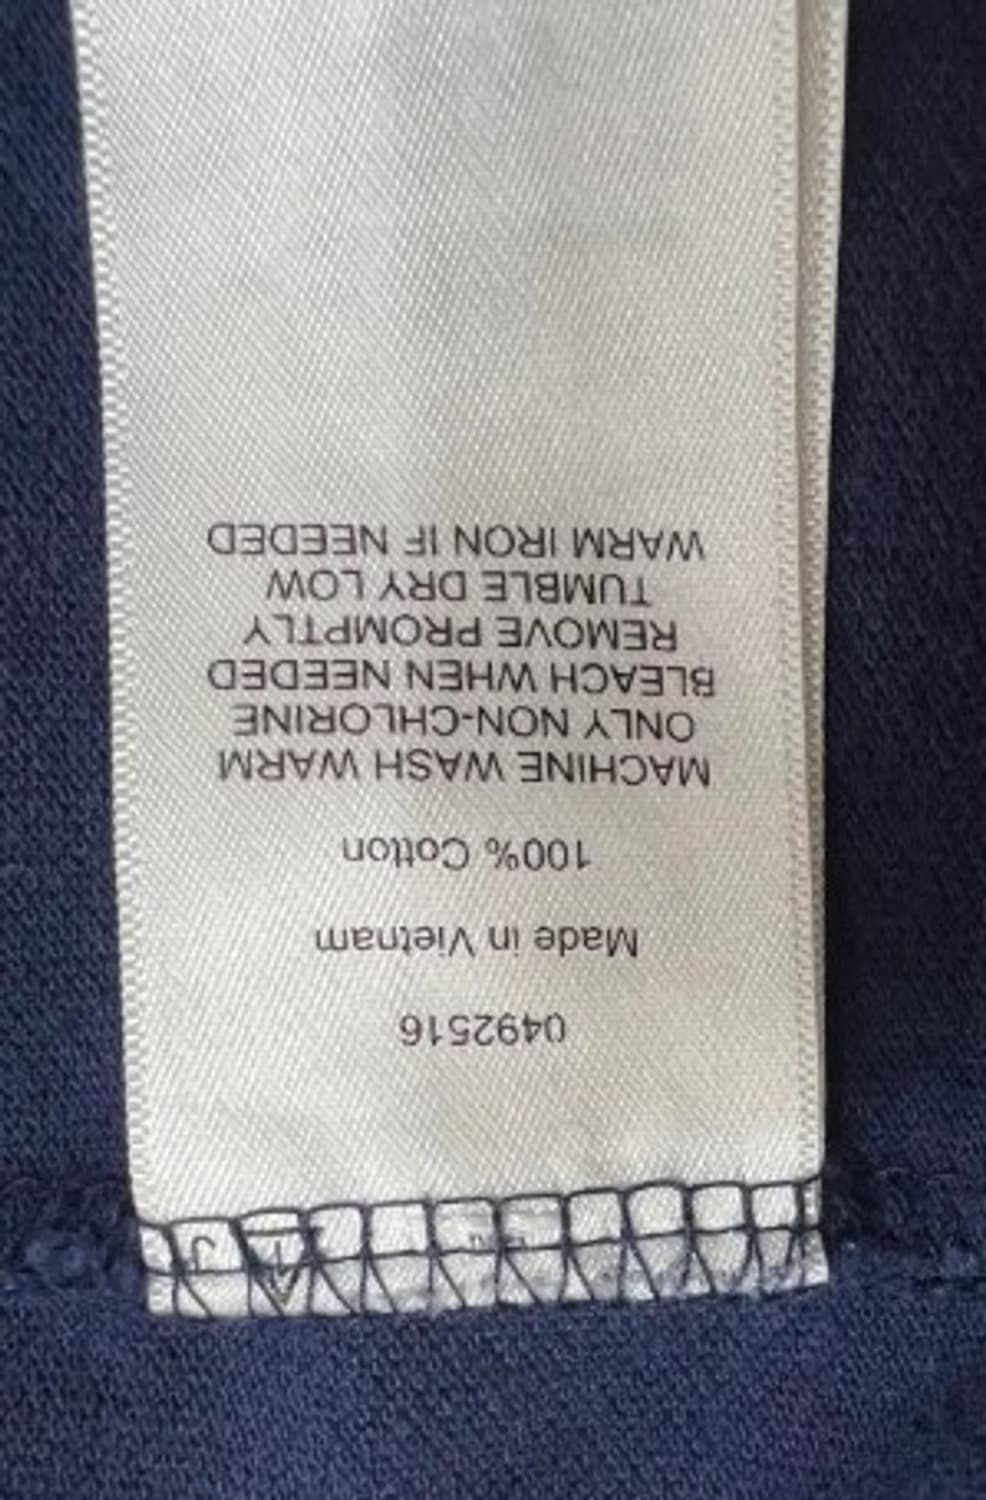 0492516
Made in Vietnam
100% Cotton
MACHINE WASH WARM
ONLY NON-CHLORINE
BLEACH WHEN NEEDED
REMOVE PROMPTLY
TUMBLE DRY LOW
WARM IRON IF NEEDED